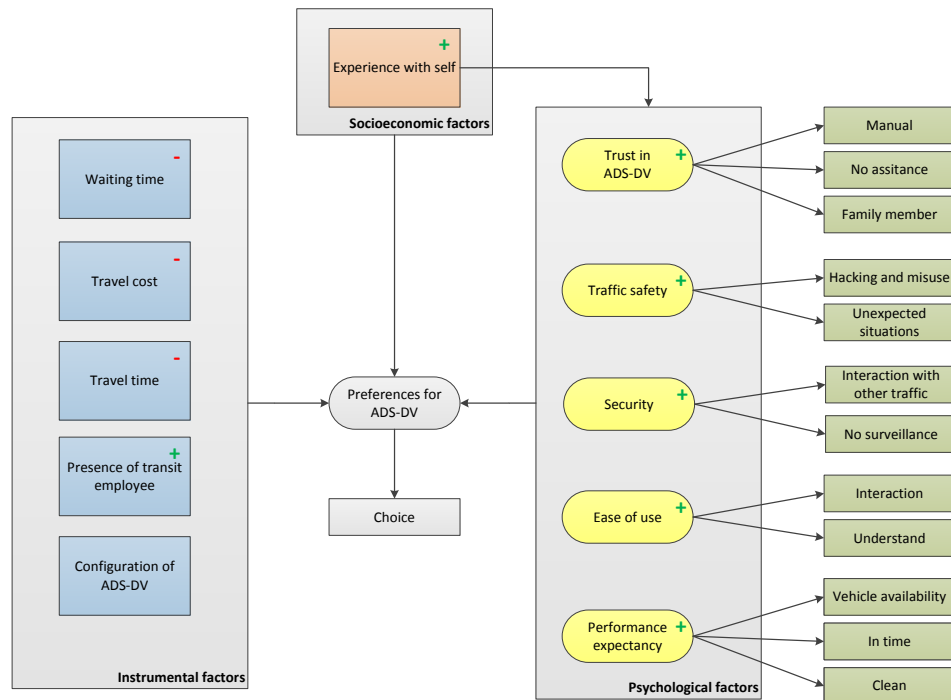 +
Experience with self
Socioeconomic factors
-
Waiting time
-
Travel cost
-
Travel time
+
Presence of transit
employee
Configuration of
ADS-DV
Instrumental factors
Preferences for
ADS-DV
Choice
Trust in
ADS-DV
+
Traffic safety
+
Security
+
Ease of use
+
Performance
expectancy
+
Psychological factors
Manual
No assitance
Family member
Hacking and misuse
Unexpected
situations
Interaction with
other traffic
No surveillance
Interaction
Understand
Vehicle availability
In time
Clean